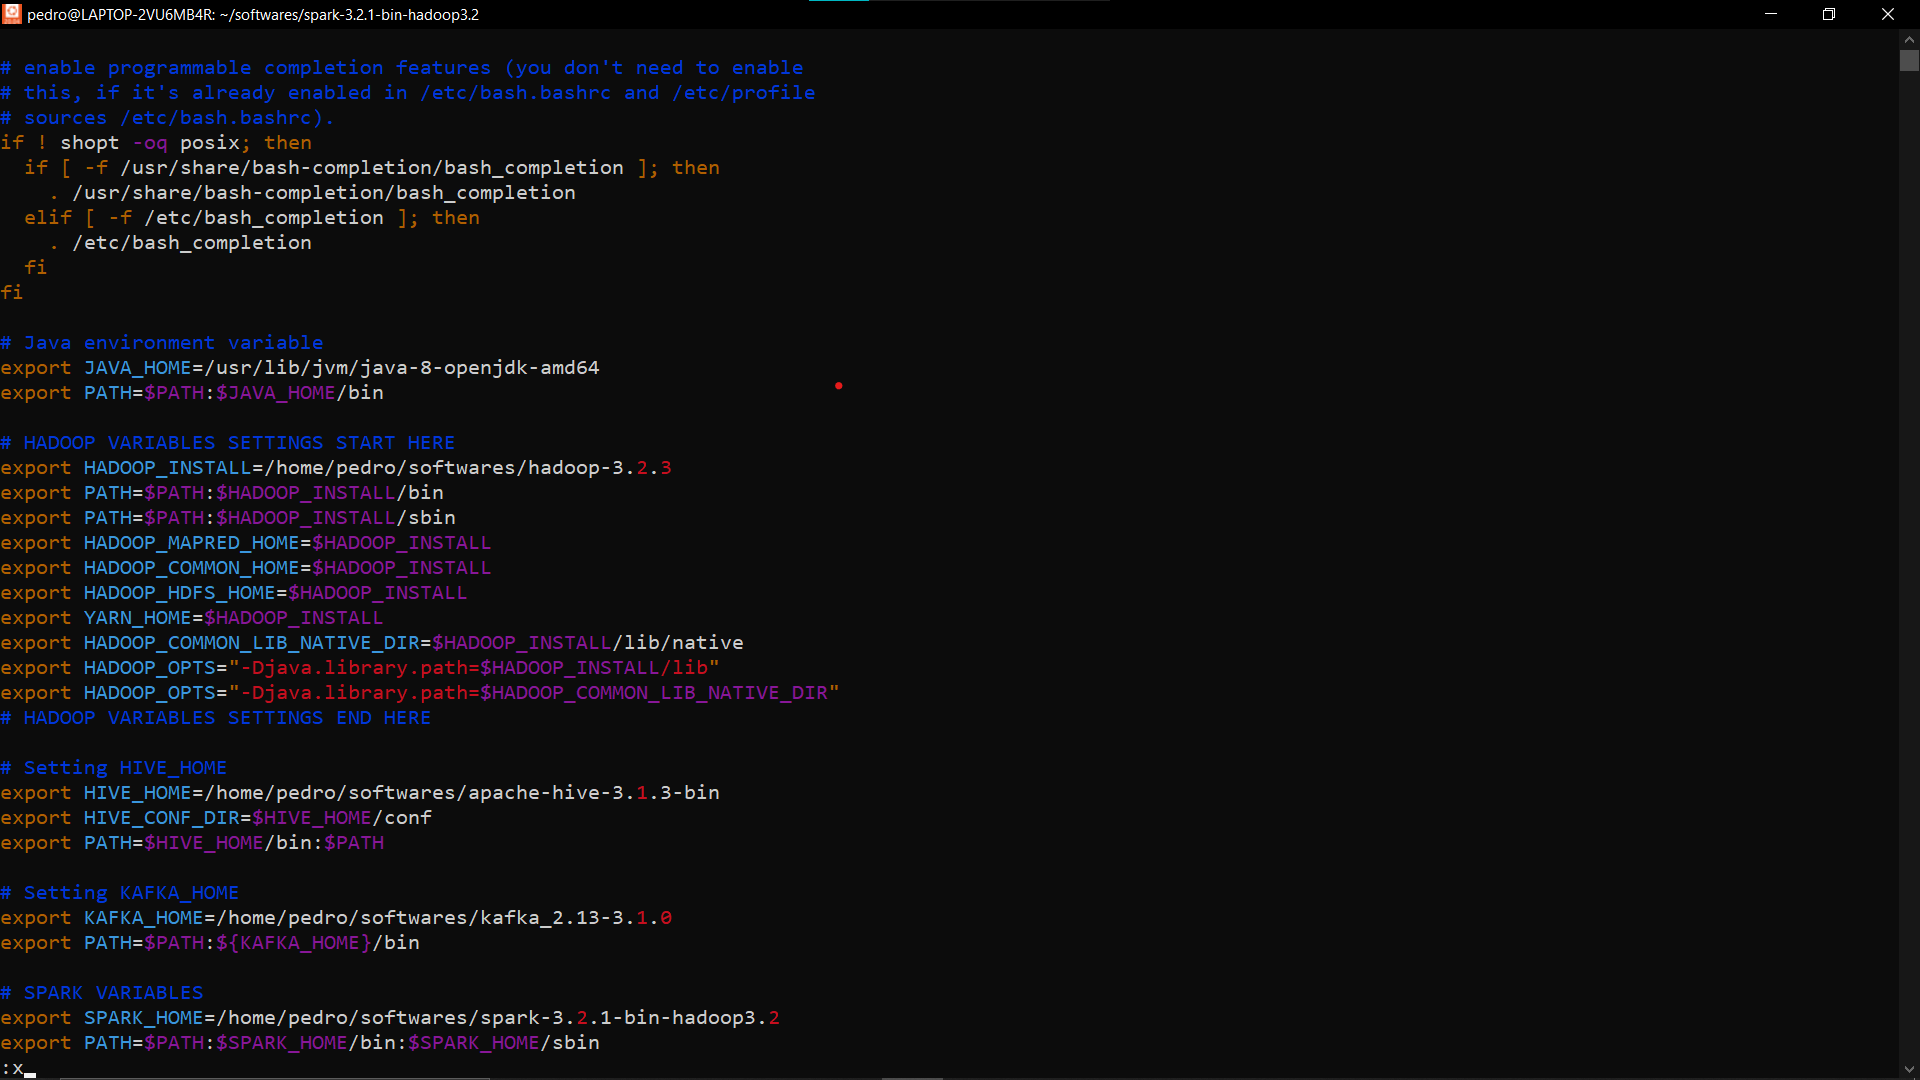 pedro@LAPTOP-2VU6MB4R: ~/softwares/spark-3.2.1-bin-hadoop3.2
# enable programmable completion features (you don't need to enable
# this, if it's already enabled in /etc/bash.bashrc and /etc/profile
# sources /etc/bash.bashrc).
if ! shopt -oq posix; then
  if [ -f /usr/share/bash-completion/bash_completion ]; then
    . /usr/share/bash-completion/bash_completion
  elif [ -f /etc/bash_completion ]; then
    . /etc/bash_completion
  fi
fi
# Java environment variable
export JAVA_HOME=/usr/lib/jvm/java-8-openjdk-amd64
export PATH=$PATH:$JAVA_HOME/bin
# HADOOP VARIABLES SETTINGS START HERE
export HADOOP_INSTALL=/home/pedro/softwares/hadoop-3.2.3
export PATH=$PATH:$HADOOP_INSTALL/bin
export PATH=$PATH:$HADOOP_INSTALL/sbin
export HADOOP_MAPRED_HOME=$HADOOP_INSTALL
export HADOOP_COMMON_HOME=$HADOOP_INSTALL
export HADOOP_HDFS_HOME=$HADOOP_INSTALL
export YARN_HOME=$HADOOP_INSTALL
export HADOOP_COMMON_LIB_NATIVE_DIR=$HADOOP_INSTALL/lib/native
export HADOOP_OPTS="-Djava.library.path=$HADOOP_INSTALL/lib"
export HADOOP_OPTS="-Djava.library.path=$HADOOP_COMMON_LIB_NATIVE_DIR"
# HADOOP VARIABLES SETTINGS END HERE
# Setting HIVE_HOME
export HIVE_HOME=/home/pedro/softwares/apache-hive-3.1.3-bin
export HIVE_CONF_DIR=$HIVE_HOME/conf
export PATH=$HIVE_HOME/bin:$PATH
# Setting KAFKA_HOME
export KAFKA_HOME=/home/pedro/softwares/kafka_2.13-3.1.0
export PATH=$PATH:${KAFKA_HOME}/bin
# SPARK VARIABLES
export SPARK_HOME=/home/pedro/softwares/spark-3.2.1-bin-hadoop3.2
export PATH=$PATH:$SPARK_HOME/bin:$SPARK_HOME/sbin
:x